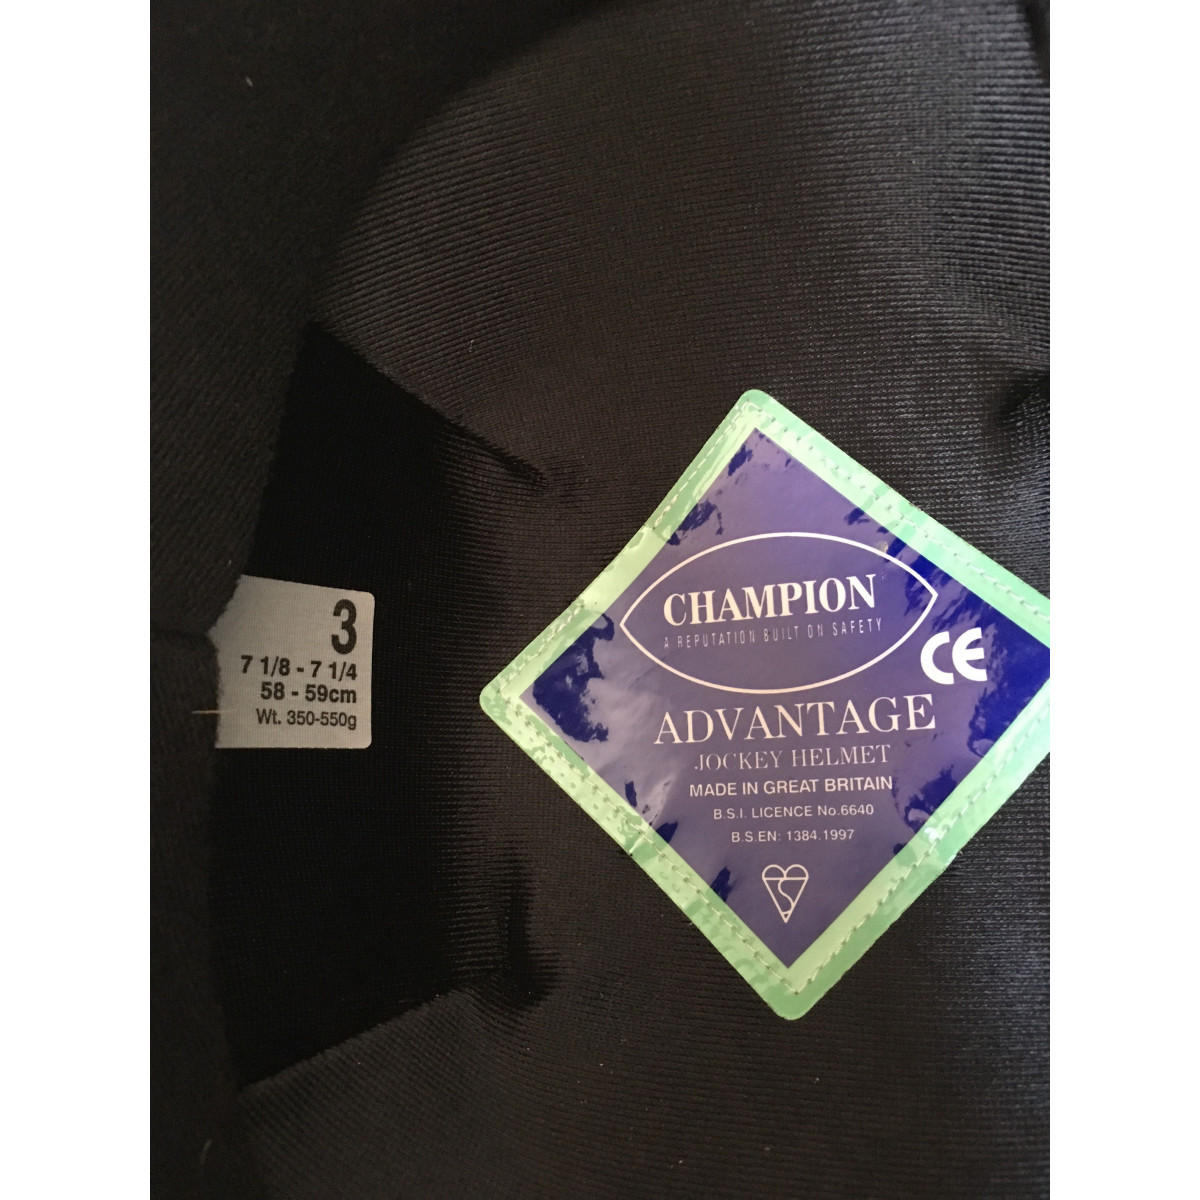 3
7 1/8 - 7 1/4
58 - 59cm
Wt. 350-550g
CHAMPION
A REPUTATION BUILT ON SAFETY
CE
ADVANTAGE
JOCKEY HELMET
MADE IN GREAT BRITAIN
B.S.I. LICENCE No.6640
B.S.EN: 1384.1997